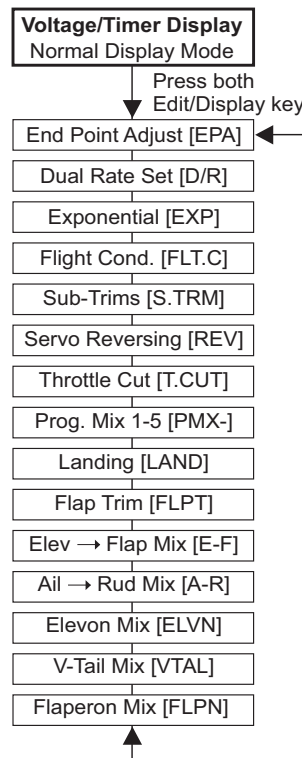 Voltage/Timer Display
Normal Display Mode
Press both
Edit/Display key
End Point Adjust [EPA]
Dual Rate Set [D/R]
Exponential [EXP]
Flight Cond. [FLT.C]
Sub-Trims [S.TRM]
Servo Reversing [REV]
Throttle Cut [T.CUT]
Prog. Mix 1-5 [PMX-]
Landing [LAND]
Flap Trim [FLPT]
Elev → Flap Mix [E-F]
Ail → Rud Mix [A-R]
Elevon Mix [ELVN]
V-Tail Mix [VTAL]
Flaperon Mix [FLPN]